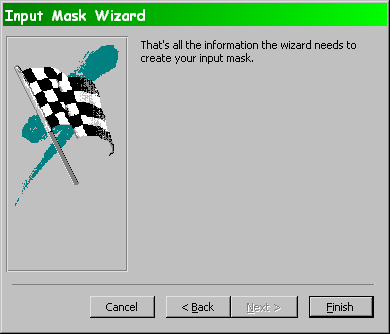 Input Mask Wizard
That's all the information the wizard needs to
create your input mask.
Cancel
< Back
Next >
Finish